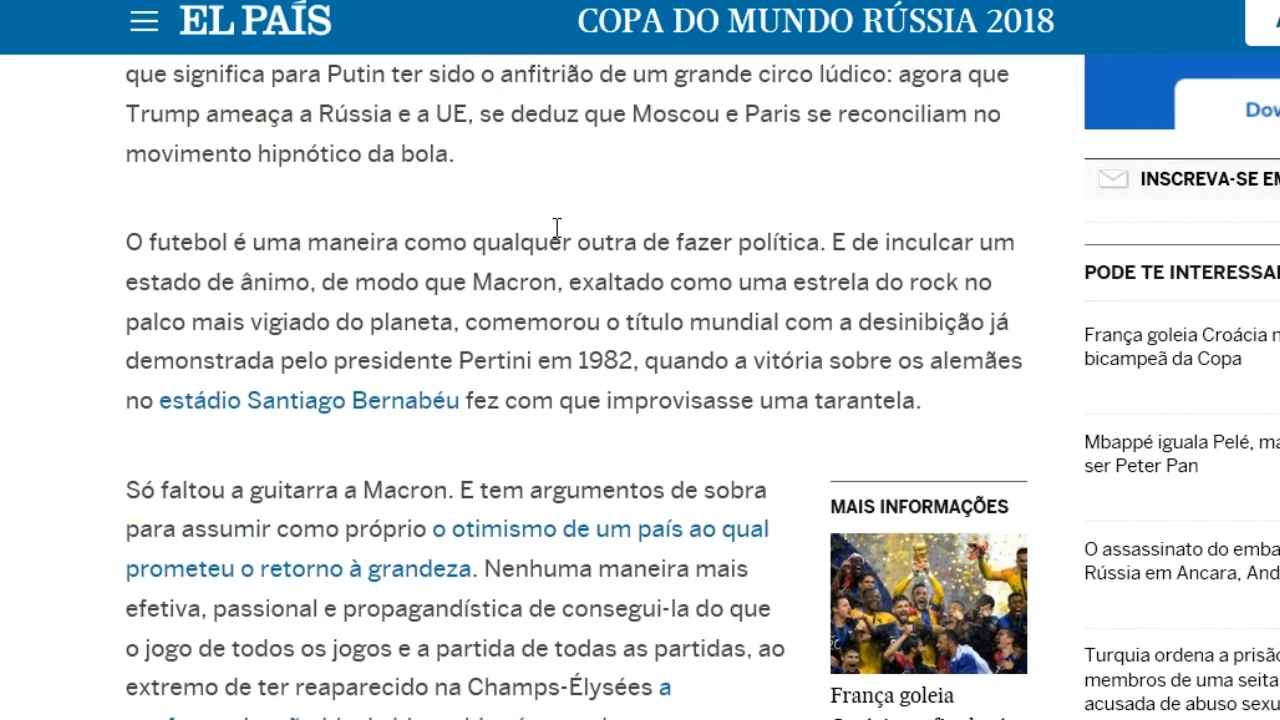 EL PAÍS
COPA DO MUNDO RÚSSIA 2018
que significa para Putin ter sido o anfitrião de um grande circo lúdico: agora que
Trump ameaça a Rússia e a UE, se deduz que Moscou e Paris se reconciliam no
movimento hipnótico da bola.
O futebol é uma maneira como qualquer outra de fazer política. E de inculcar um
estado de ânimo, de modo que Macron, exaltado como uma estrela do rock no
palco mais vigiado do planeta, comemorou o título mundial com a desinibição já
demonstrada pelo presidente Pertini em 1982, quando a vitória sobre os alemães
no estádio Santiago Bernabéu fez com que improvisasse uma tarantela.
Só faltou a guitarra a Macron. E tem argumentos de sobra
para assumir como próprio o otimismo de um país ao qual
prometeu o retorno à grandeza. Nenhuma maneira mais
efetiva, passional e propagandística de consegui-la do que
o jogo de todos os jogos e a partida de todas as partidas, ao
extremo de ter reaparecido na Champs-Élysées a
MAIS INFORMAÇÕES
França goleia
INSCREVA-SE
PODE TE INTERESSA
França goleia Croácia
bicampeã da Copa
Mbappé iguala Pelé,
ser Peter Pan
O assassinato do
Rússia em Ancara,
Turquia ordena a
membros de uma seita
acusada de abuso